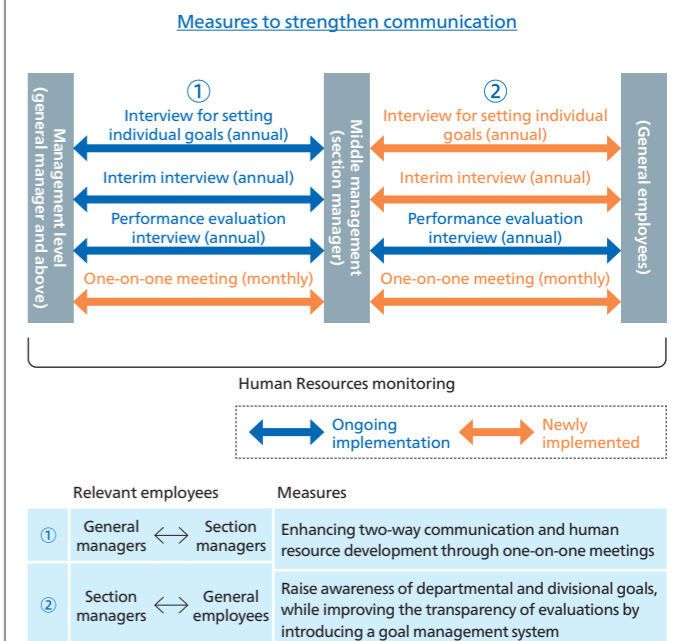 Measures to strengthen communication
①
②
Management level
(general manager and above)
Interview for setting
individual goals (annual)
Interim interview (annual)
Performance evaluation
interview (annual)
One-on-one meeting (monthly)
Middle management
(section manager)
Interview for setting individual
goals (annual)
Interim interview (annual)
Performance evaluation
interview (annual)
One-on-one meeting (monthly)
(General employees)
Human Resources monitoring
Ongoing
implementation
Newly
implemented
Relevant employees
Measures
①
General
managers
Section
managers
Enhancing two-way communication and human
resource development through one-on-one meetings
②
Section
managers
General
employees
Raise awareness of departmental and divisional goals,
while improving the transparency of evaluations by
introducing a goal management system